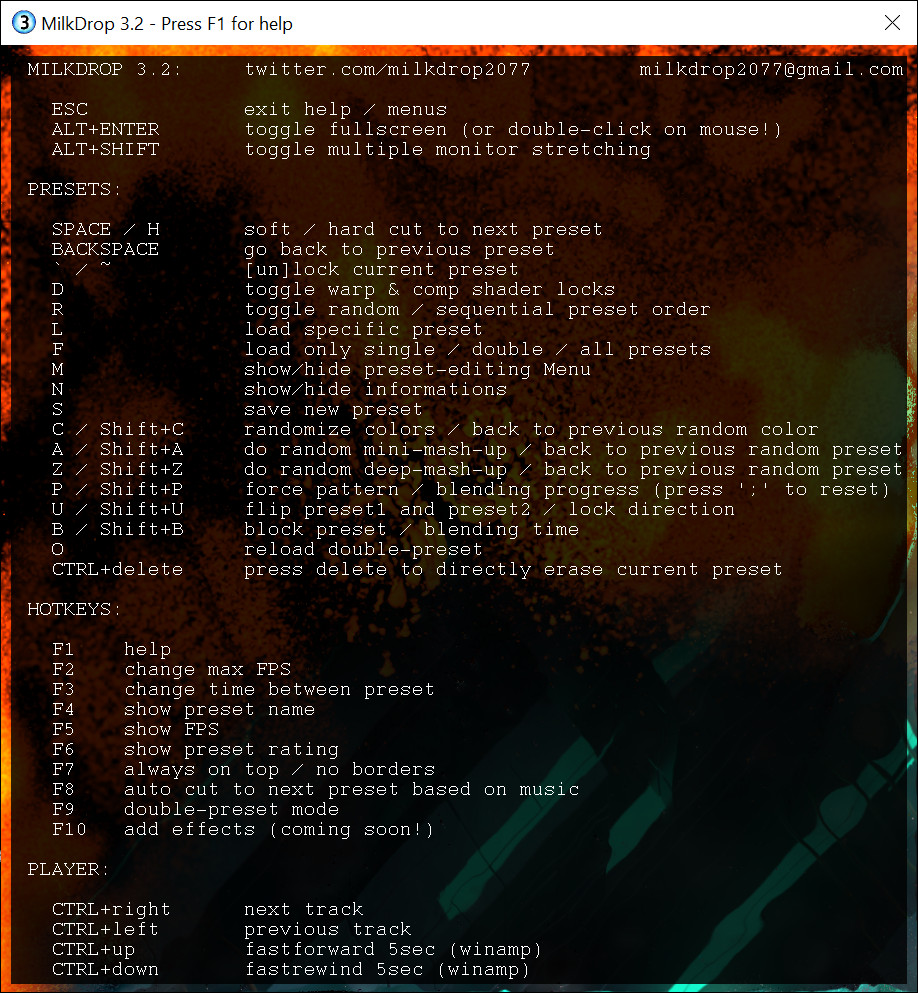 3 MilkDrop 3.2 - Press F1 for help
MILKDROP 3.2: twitter.com/milkdrop2077 milkdrop2077@gmail.com
ESC exit help / menus
ALT+ENTER toggle fullscreen (or double-click on mouse!)
ALT+SHIFT toggle multiple monitor stretching
PRESETS:
SPACE / H soft / hard cut to next preset
BACKSPACE go back to previous preset
` / ~ [un]lock current preset
D toggle warp & comp shader locks
R toggle random / sequential preset order
L load specific preset
F load only single / double / all presets
M show/hide preset-editing Menu
N show/hide informations
S save new preset
C / Shift+C randomize colors / back to previous random color
A / Shift+A do random mini-mash-up / back to previous random preset
Z / Shift+Z do random deep-mash-up / back to previous random preset
P / Shift+P force pattern / blending progress (press ';' to reset)
U / Shift+U flip preset1 and preset2 / lock direction
B / Shift+B block preset / blending time
O reload double-preset
CTRL+delete press delete to directly erase current preset
HOTKEYS:
F1 help
F2 change max FPS
F3 change time between preset
F4 show preset name
F5 show FPS
F6 show preset rating
F7 always on top / no borders
F8 auto cut to next preset based on music
F9 double-preset mode
F10 add effects (coming soon!)
PLAYER:
CTRL+right next track
CTRL+left previous track
CTRL+up fastforward 5sec (winamp)
CTRL+down fastrewind 5sec (winamp)